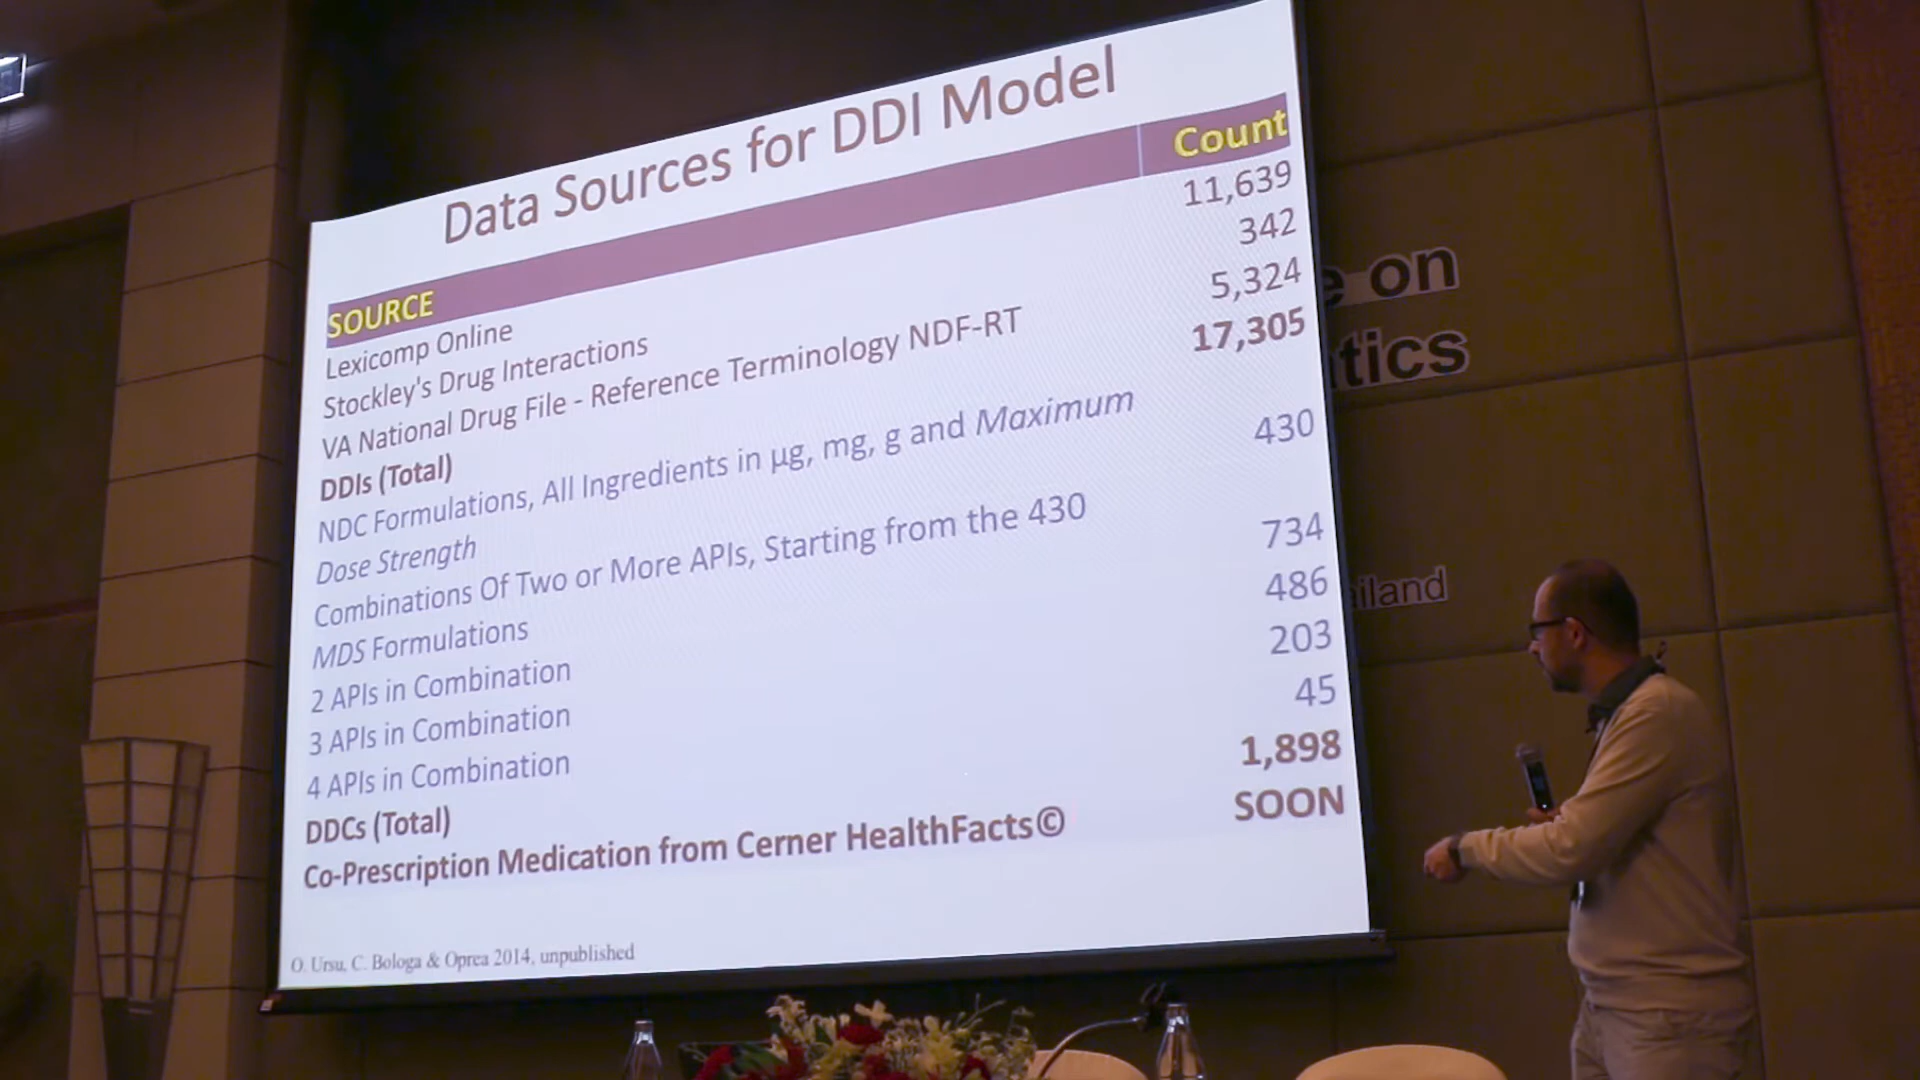 Data Sources for DDI Model
SOURCE Count
Lexicomp Online 11,639
Stockley's Drug Interactions 342
VA National Drug File - Reference Terminology NDF-RT 5,324
DDIs (Total) 17,305
NDC Formulations, All Ingredients in µg, mg, g and Maximum
Dose Strength 430
Combinations Of Two or More APIs, Starting from the 430
MDS Formulations 734
2 APIs in Combination 486
3 APIs in Combination 203
4 APIs in Combination 45
DDCs (Total) 1,898
Co-Prescription Medication from Cerner HealthFacts© SOON
O. Ursu, C. Bologa & Oprea 2014, unpublished
on